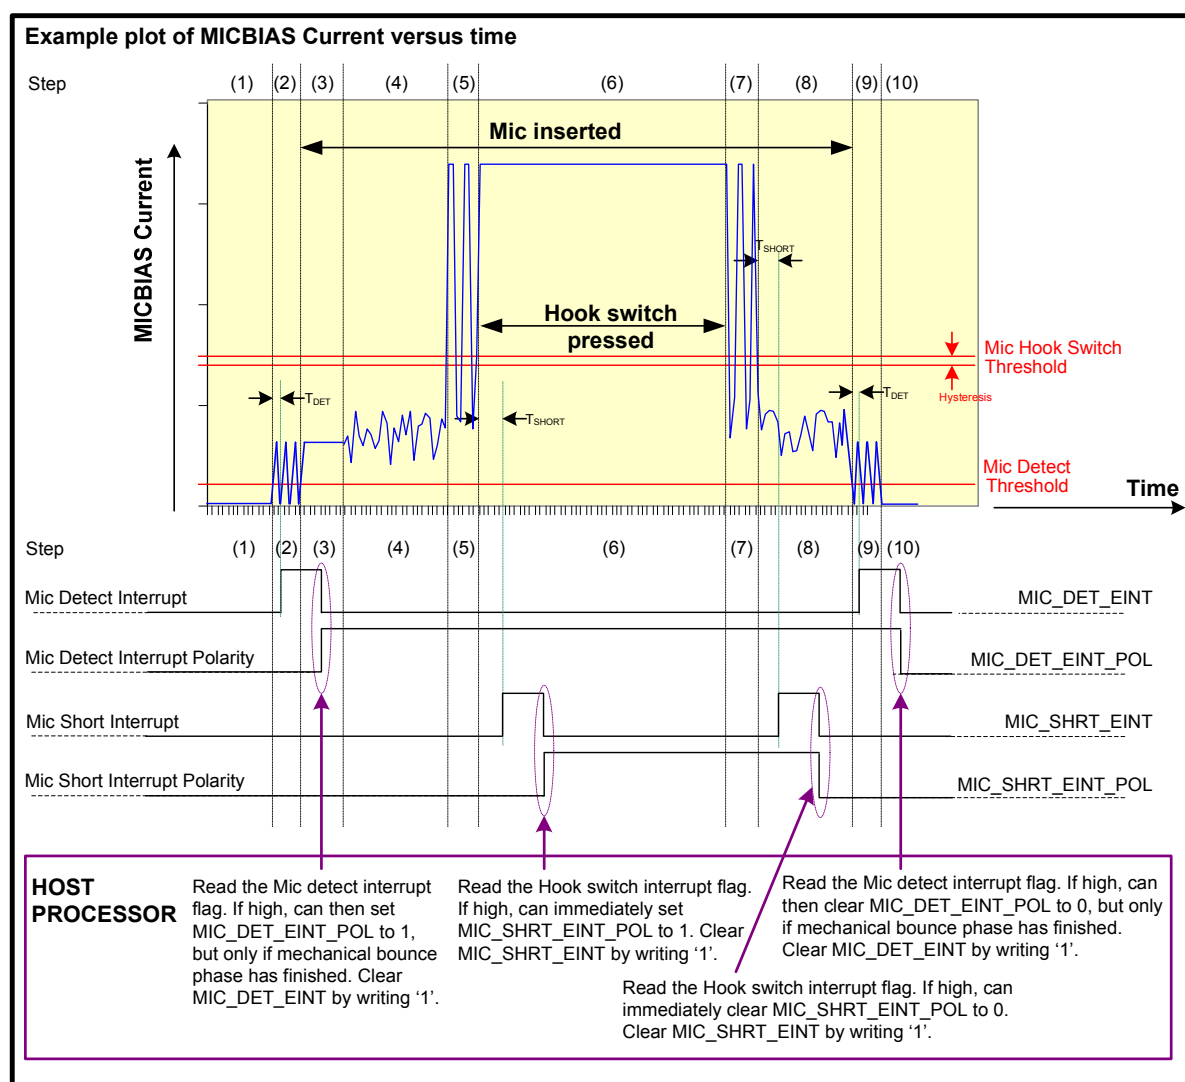 Example plot of MICBIAS Current versus time
Step
(1) (2) (3) (4) (5) (6) (7) (8) (9) (10)
Mic inserted
MICBIAS Current
TSHORT
Hook switch
pressed
Mic Hook Switch
Threshold
Hysteresis
TDET
TSHORT
TDET
Mic Detect
Threshold
Time
Step
(1) (2) (3) (4) (5) (6) (7) (8) (9) (10)
Mic Detect Interrupt
MIC_DET_EINT
Mic Detect Interrupt Polarity
MIC_DET_EINT_POL
Mic Short Interrupt
MIC_SHRT_EINT
Mic Short Interrupt Polarity
MIC_SHRT_EINT_POL
HOST
PROCESSOR
Read the Mic detect interrupt
flag. If high, can then set
MIC_DET_EINT_POL to 1,
but only if mechanical bounce
phase has finished. Clear
MIC_DET_EINT by writing ‘1’.
Read the Hook switch interrupt flag.
If high, can immediately set
MIC_SHRT_EINT_POL to 1. Clear
MIC_SHRT_EINT by writing ‘1’.
Read the Mic detect interrupt flag. If high, can
then clear MIC_DET_EINT_POL to 0, but only
if mechanical bounce phase has finished.
Clear MIC_DET_EINT by writing ‘1’.
Read the Hook switch interrupt flag. If high, can
immediately clear MIC_SHRT_EINT_POL to 0.
Clear MIC_SHRT_EINT by writing ‘1’.